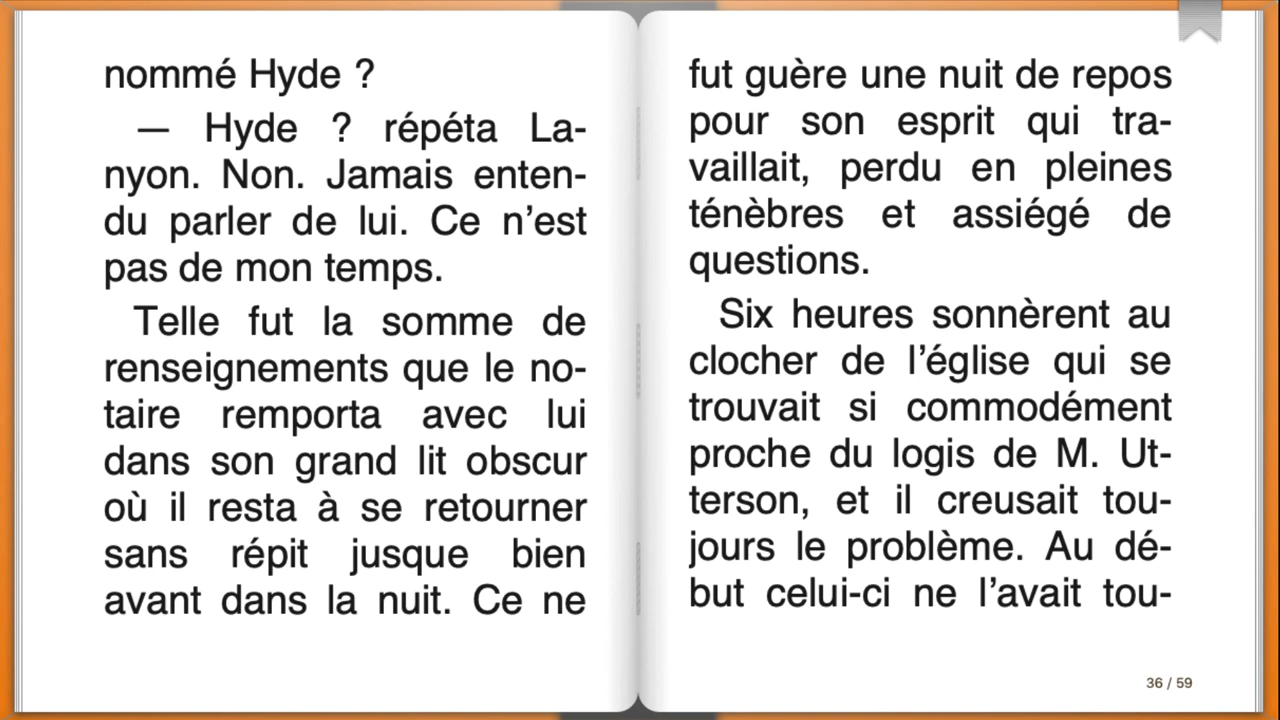 nommé Hyde ?
— Hyde ? répéta La-
nyon. Non. Jamais enten-
du parler de lui. Ce n’est
pas de mon temps.
Telle fut la somme de
renseignements que le no-
taire remporta avec lui
dans son grand lit obscur
où il resta à se retourner
sans répit jusque bien
avant dans la nuit. Ce ne
fut guère une nuit de repos
pour son esprit qui tra-
vaillait, perdu en pleines
ténèbres et assiégé de
questions.
Six heures sonnèrent au
clocher de l’église qui se
trouvait si commodément
proche du logis de M. Ut-
terson, et il creusait tou-
jours le problème. Au dé-
but celui-ci ne l’avait tou-
36 / 59